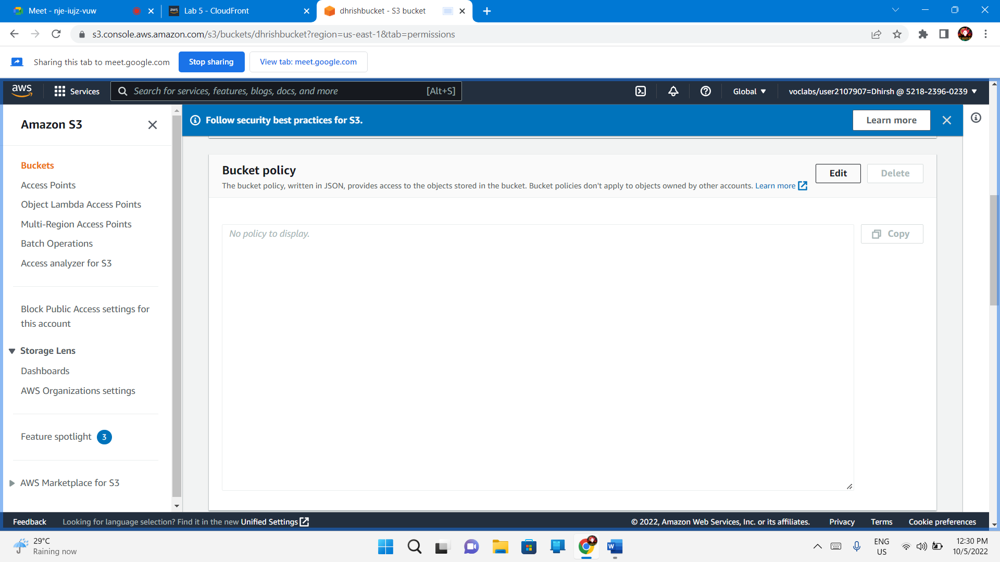 Meet - nje-iujz-vuw
aws Lab 5 - CloudFront
dhrishbucket - S3 bucket
s3.console.aws.amazon.com/s3/buckets/dhrishbucket?region=us-east-1&tab=permissions
Sharing this tab to meet.google.com
Stop sharing
View tab: meet.google.com
aws
Services
Search for services, features, blogs, docs, and more
[Alt+S]
Global
voclabs/user2107907=Dhirsh @ 5218-2396-0239
Amazon S3
Buckets
Access Points
Object Lambda Access Points
Multi-Region Access Points
Batch Operations
Access analyzer for S3
Block Public Access settings for
this account
Storage Lens
Dashboards
AWS Organizations settings
Feature spotlight 3
AWS Marketplace for S3
Follow security best practices for S3.
Learn more
Bucket policy
Edit
Delete
The bucket policy, written in JSON, provides access to the objects stored in the bucket. Bucket policies don't apply to objects owned by other accounts. Learn more
No policy to display.
Copy
Feedback
Looking for language selection? Find it in the new Unified Settings
© 2022, Amazon Web Services, Inc. or its affiliates.
Privacy
Terms
Cookie preferences
29°C
Raining now
W
ENG
US
12:30 PM
10/5/2022